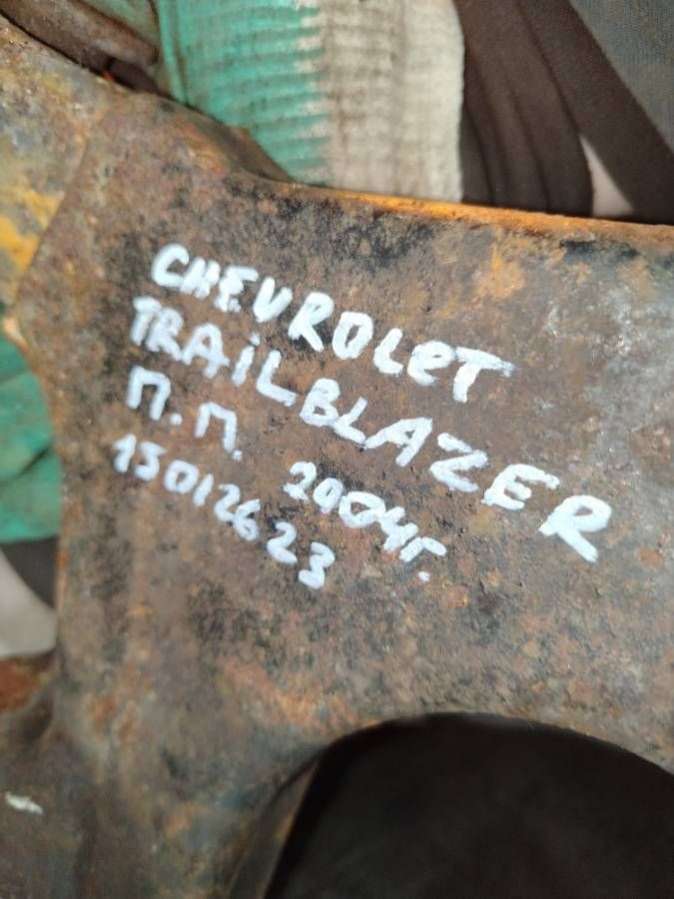 CHEVROLET
TRAILBLAZER
П.П. 2004г.
15012623